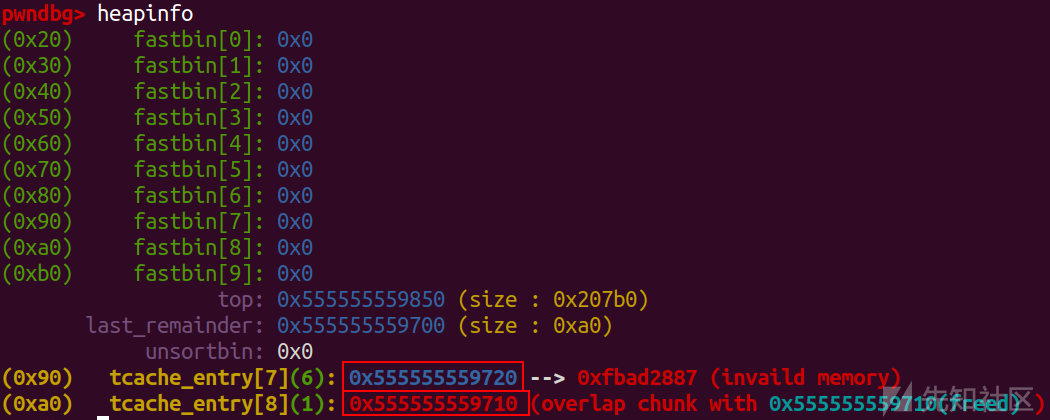 pwndbg> heapinfo
(0x20)     fastbin[0]: 0x0
(0x30)     fastbin[1]: 0x0
(0x40)     fastbin[2]: 0x0
(0x50)     fastbin[3]: 0x0
(0x60)     fastbin[4]: 0x0
(0x70)     fastbin[5]: 0x0
(0x80)     fastbin[6]: 0x0
(0x90)     fastbin[7]: 0x0
(0xa0)     fastbin[8]: 0x0
(0xb0)     fastbin[9]: 0x0
top: 0x555555559850 (size : 0x207b0)
last_remainder: 0x555555559700 (size : 0xa0)
unsortbin: 0x0
(0x90)   tcache_entry[7](6): 0x555555559720 --> 0xfbad2887 (invaild memory)
(0xa0)   tcache_entry[8](1): 0x555555559710 (overlap chunk with 0x555555559710(freed) )
先知社区